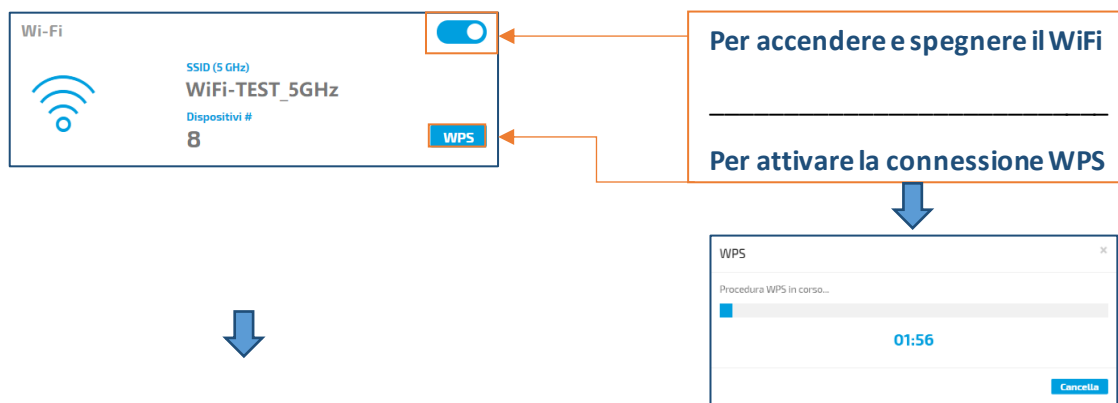 Wi-Fi
SSID (5 GHz)
WiFi-TEST_5GHz
Dispositivi #
8
WPS
Per accendere e spegnere il WiFi
Per attivare la connessione WPS
WPS
×
Procedura WPS in corso...
01:56
Cancella